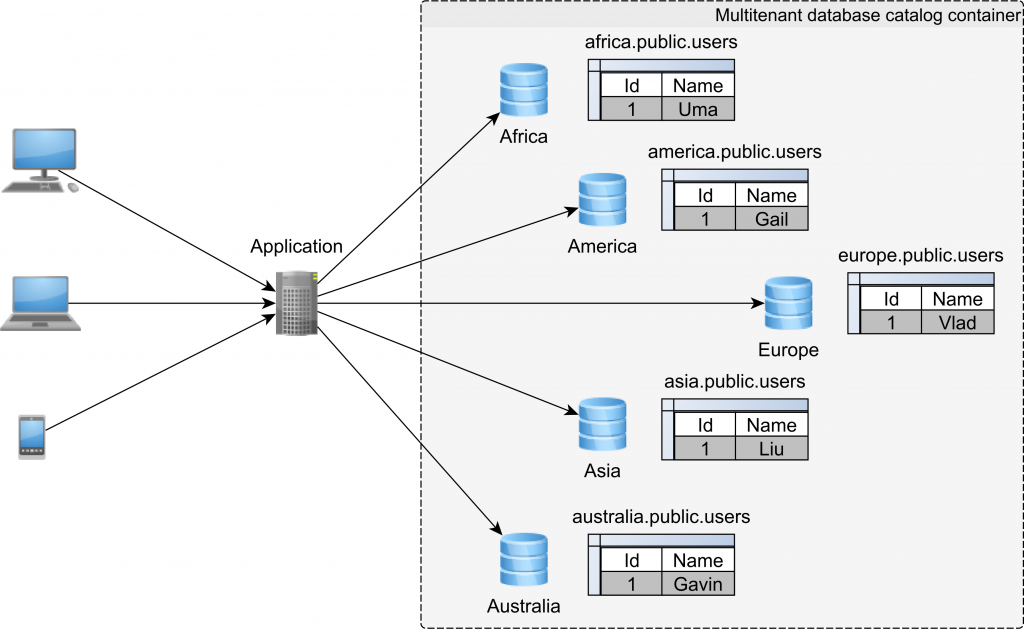 Multitenant database catalog container
africa.public.users
Id Name
1 Uma
Africa
america.public.users
Id Name
1 Gail
America
Application
europe.public.users
Id Name
1 Vlad
Europe
asia.public.users
Id Name
1 Liu
Asia
australia.public.users
Id Name
1 Gavin
Australia